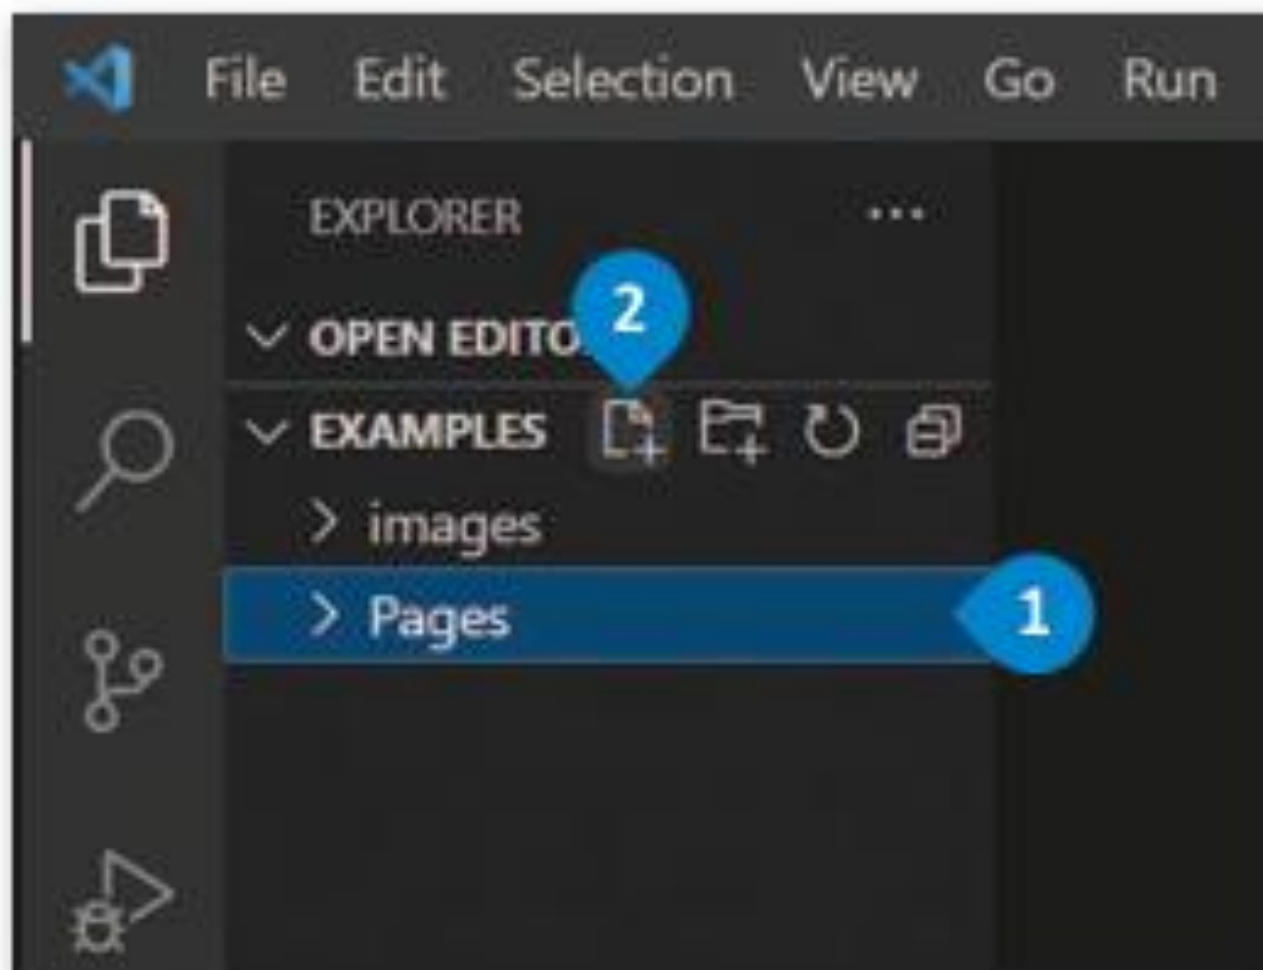 File Edit Selection View Go Run
EXPLORER ...
2
OPEN EDITO
EXAMPLES
images
Pages 1